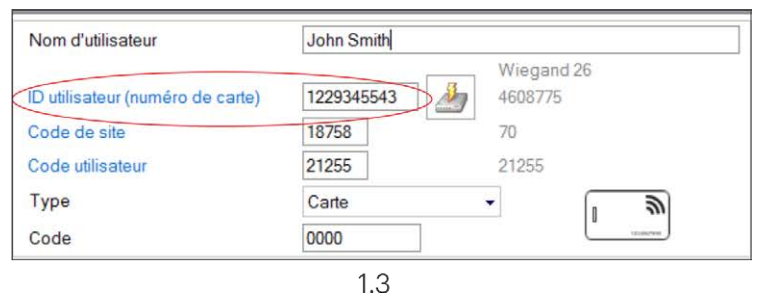 Nom d'utilisateur John Smith
Wiegand 26
ID utilisateur (numéro de carte) 1229345543 4608775
Code de site 18758 70
Code utilisateur 21255 21255
Type Carte
Code 0000
1.3